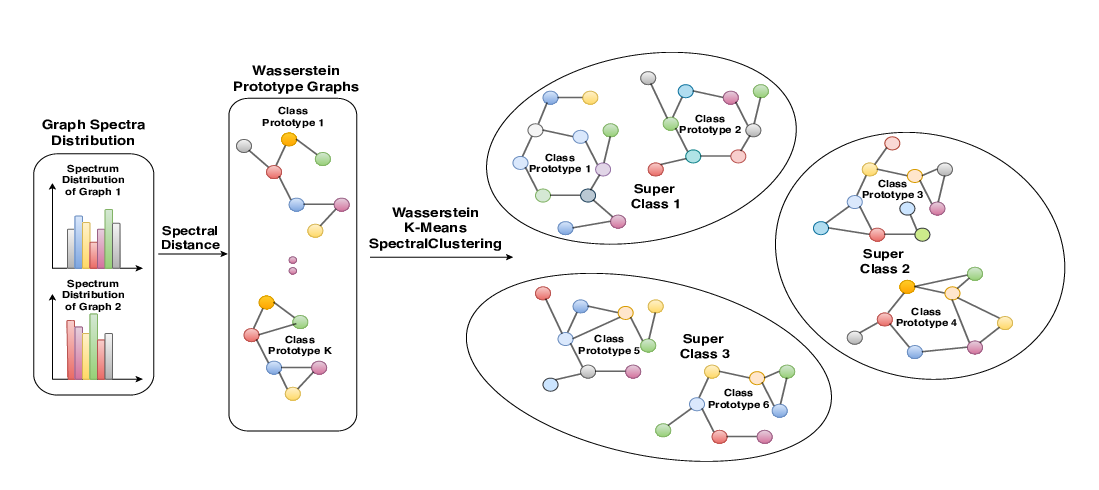 Graph Spectra
Distribution
Spectrum
Distribution
of Graph 1
Spectrum
Distribution
of Graph 2
Spectral
Distance
Wasserstein
Prototype Graphs
Class
Prototype 1
Class
Prototype K
Wasserstein
K-Means
SpectralClustering
Class
Prototype 1
Class
Prototype 2
Super
Class 1
Class
Prototype 3
Super
Class 2
Class
Prototype 4
Class
Prototype 5
Super
Class 3
Class
Prototype 6